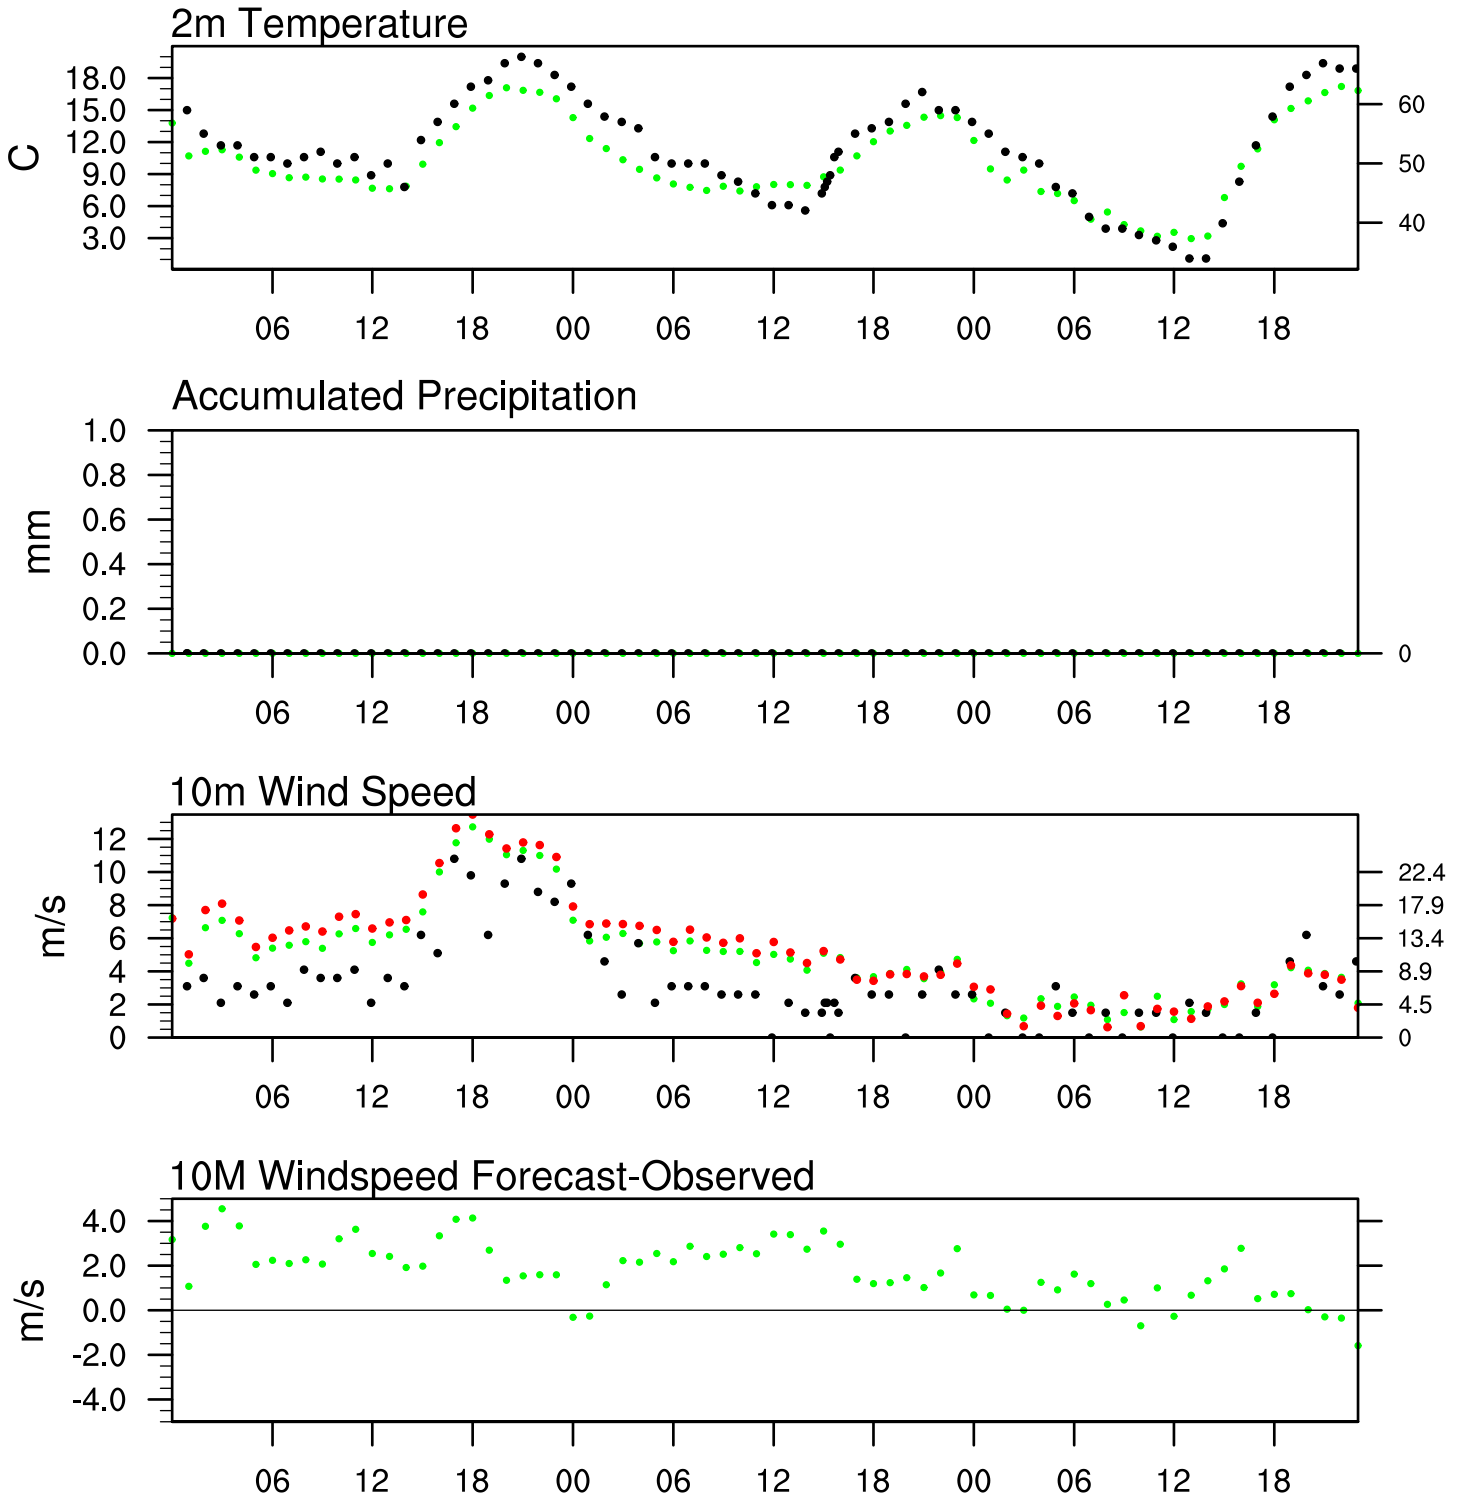 2m Temperature
18.0
15.0
12.0
9.0
6.0
3.0
C
60
50
40
06 12 18 00 06 12 18 00 06 12 18
Accumulated Precipitation
1.0
0.8
0.6
0.4
0.2
0.0
mm
0
06 12 18 00 06 12 18 00 06 12 18
10m Wind Speed
12
10
8
6
4
2
0
m/s
22.4
17.9
13.4
8.9
4.5
0
06 12 18 00 06 12 18 00 06 12 18
10M Windspeed Forecast-Observed
4.0
2.0
0.0
-2.0
-4.0
m/s
06 12 18 00 06 12 18 00 06 12 18